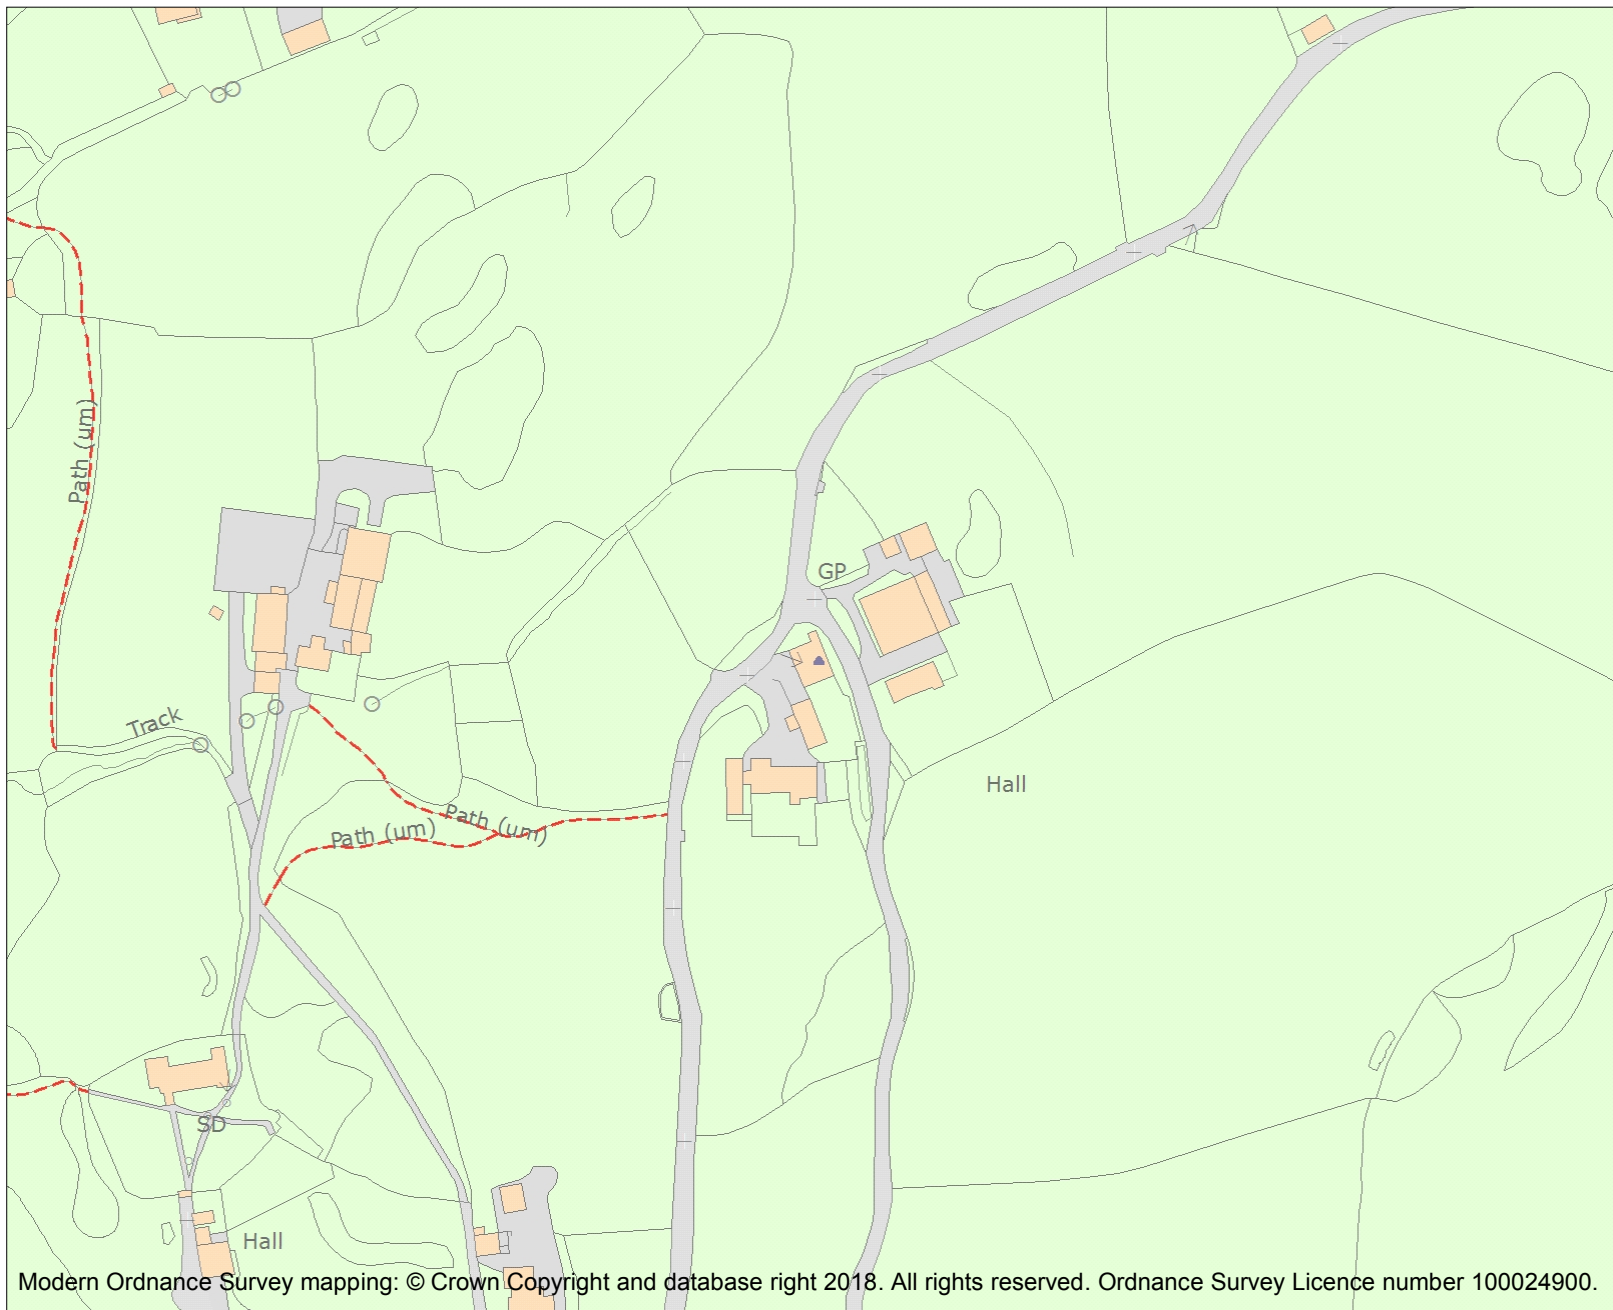 Path (um)
GP
Track
Hall
Path (um)
Path (um)
SD
Hall
Modern Ordnance Survey mapping: © Crown Copyright and database right 2018. All rights reserved. Ordnance Survey Licence number 100024900.